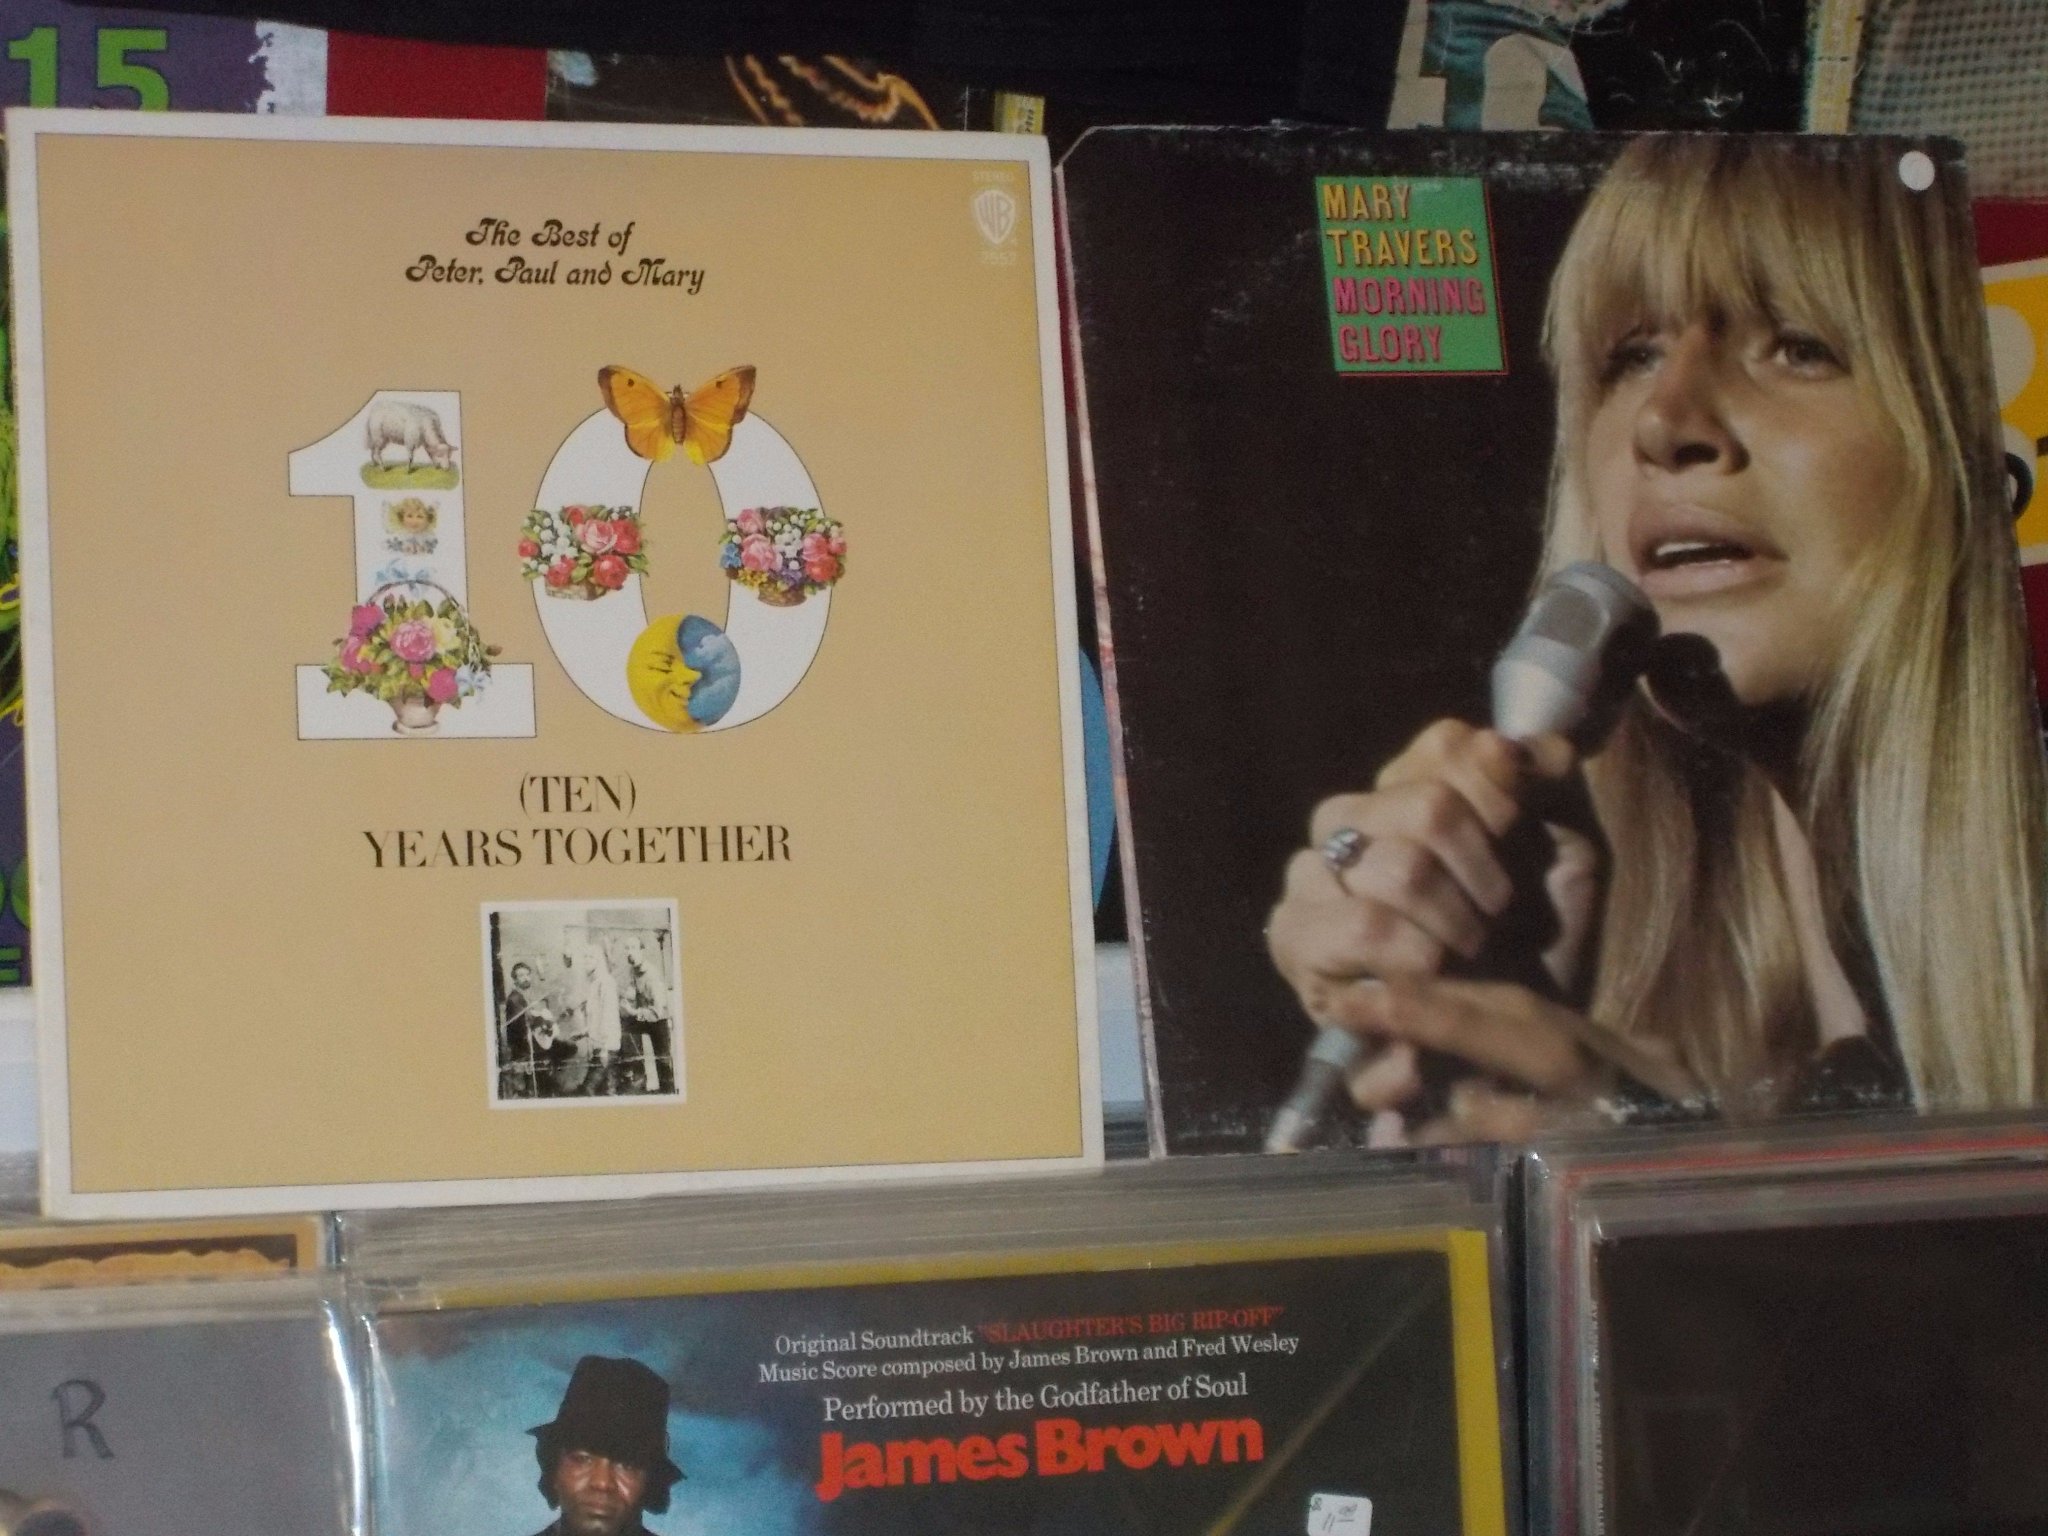 15
The Best of
Peter, Paul and Mary
STEREO
WB
10
(TEN)
YEARS TOGETHER
MARY
TRAVERS
MORNING
GLORY
Original Soundtrack "SLAUGHTER'S BIG RIP-OFF"
Music Score composed by James Brown and Fred Wesley
Performed by the Godfather of Soul
James Brown
R